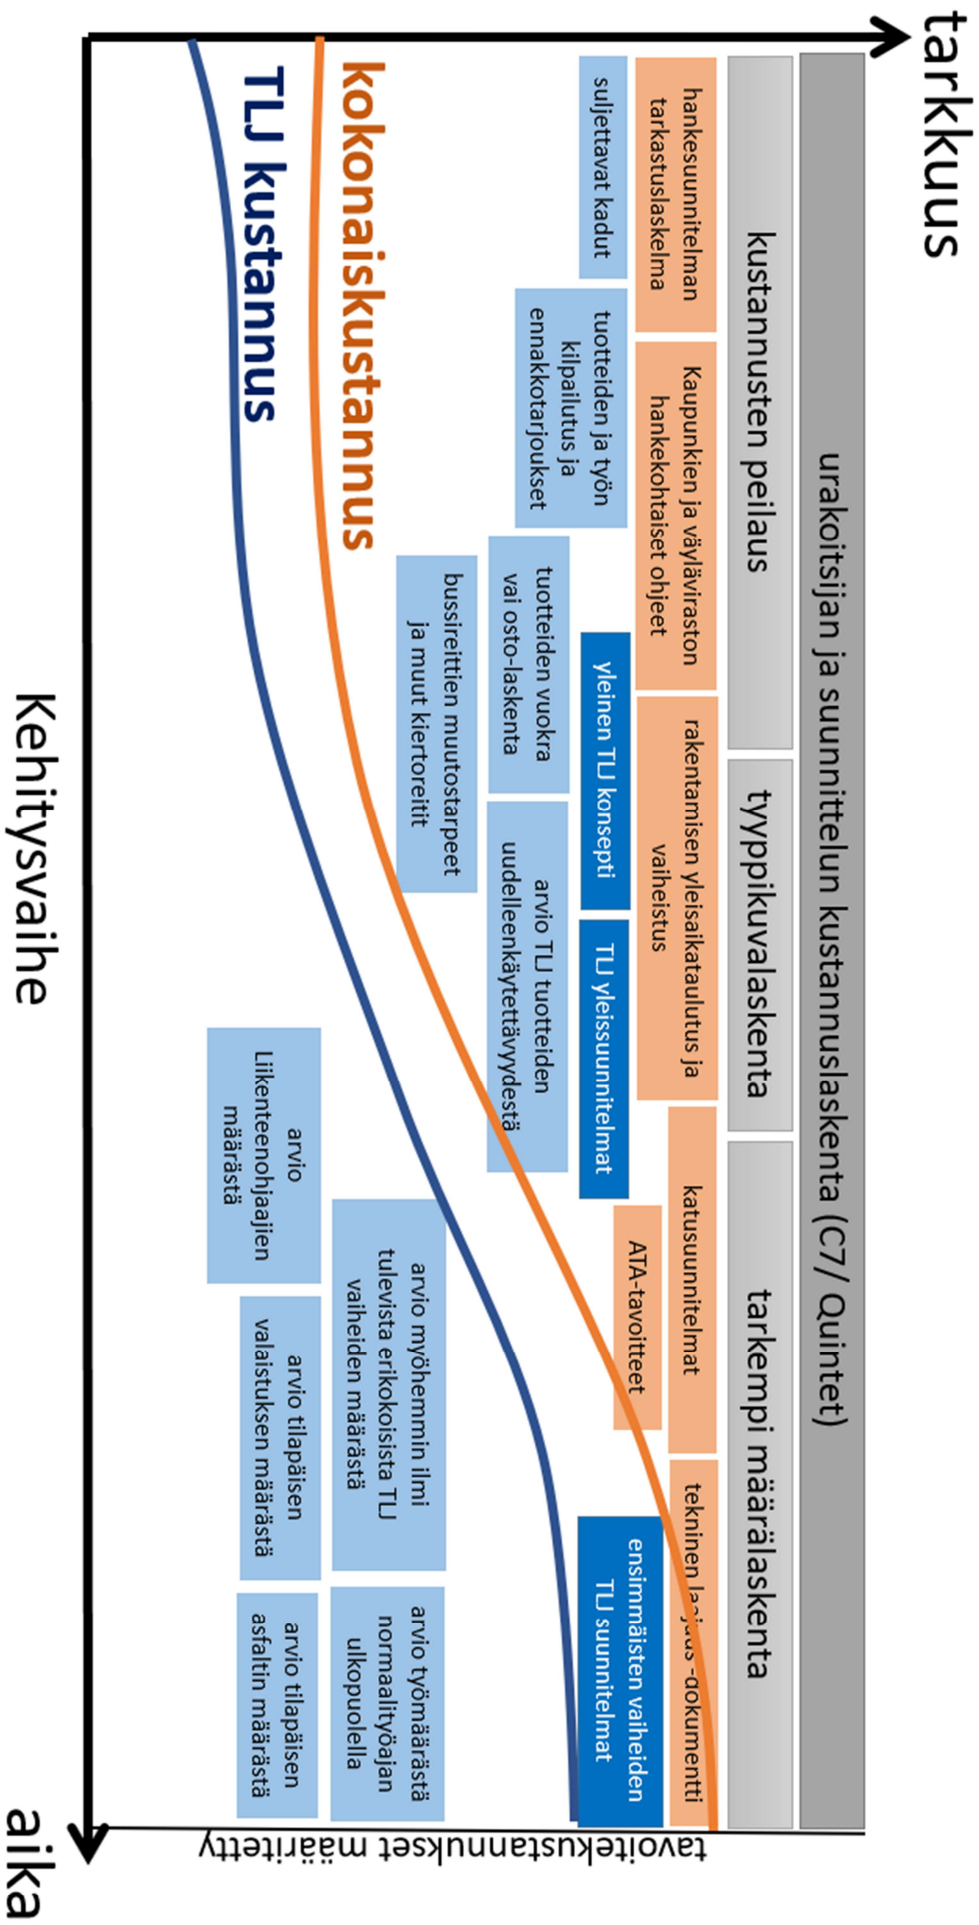 tarkkuus
urakoitsijan ja suunnittelun kustannuslaskenta (C7/ Quintet)
kustannusten peilaus
tyyppikuvalaskenta
tarkempi määrälaskenta
hankesuunnitelman
tarkastuslaskelma
Kaupunkien ja väyläviraston
hankekohtaiset ohjeet
rakentamisen yleisaikataulutus ja
vaiheistus
katusuunnitelmat
tekninen laajuus -dokumentti
ATA-tavoitteet
suljettavat kadut
tuotteiden ja työn
kilpailutus ja
ennakkotarjoukset
yleinen TLJ konsepti
TLJ yleissuunnitelmat
ensimmäisten vaiheiden
TLJ suunnitelmat
tuotteiden vuokra
vai osto-laskenta
arvio TLJ tuotteiden
uudelleenkäytettävyydestä
bussireittien muutostarpeet
ja muut kiertoreitit
kokonaiskustannus
TLJ kustannus
arvio myöhemmin ilmi
tulevista erikokoisista TLJ
vaiheiden määrästä
arvio työmäärästä
normaalityöajan
ulkopuolella
arvio
Liikenteenohjaajien
määrästä
arvio tilapäisen
valaistuksen määrästä
arvio tilapäisen
asfaltin määrästä
tavoitekustannukset määritetty
Kehitysvaihe
aika